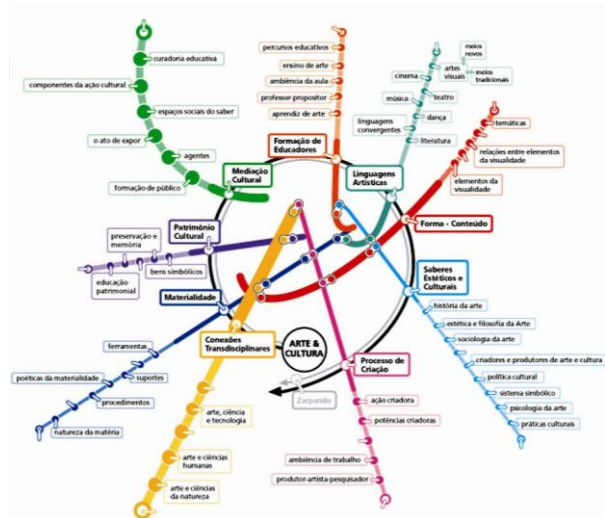 curadoria educativa
componentes da ação cultural
espaços sociais do saber
o ato de expor
agentes
formação de público
Mediação
Cultural
percursos educativos
ensino de arte
ambiência da aula
professor-propositor
aprendiz de arte
Formação de
Educadores
meios
novos
artes
visuais
meios
tradicionais
cinema
teatro
música
dança
linguagens
convergentes
literatura
Linguagens
Artísticas
temáticas
relações entre elementos
da visualidade
elementos da
visualidade
Forma - Conteúdo
Patrimônio
Cultural
preservação e
memória
bens simbólicos
educação
patrimonial
Materialidade
ferramentas
suportes
poéticas da materialidade
procedimentos
natureza da matéria
Conexões
Transdisciplinares
arte, ciência
e tecnologia
arte e ciências
humanas
arte e ciências
da natureza
ARTE &
CULTURA
Zarpando
Processo de
Criação
ação criadora
potências criadoras
ambiência de trabalho
produtor-artista-pesquisador
Saberes
Estéticos e
Culturais
história da arte
estética e filosofia da Arte
sociologia da arte
criadores e produtores de arte e cultura
política cultural
sistema simbólico
psicologia da arte
práticas culturais